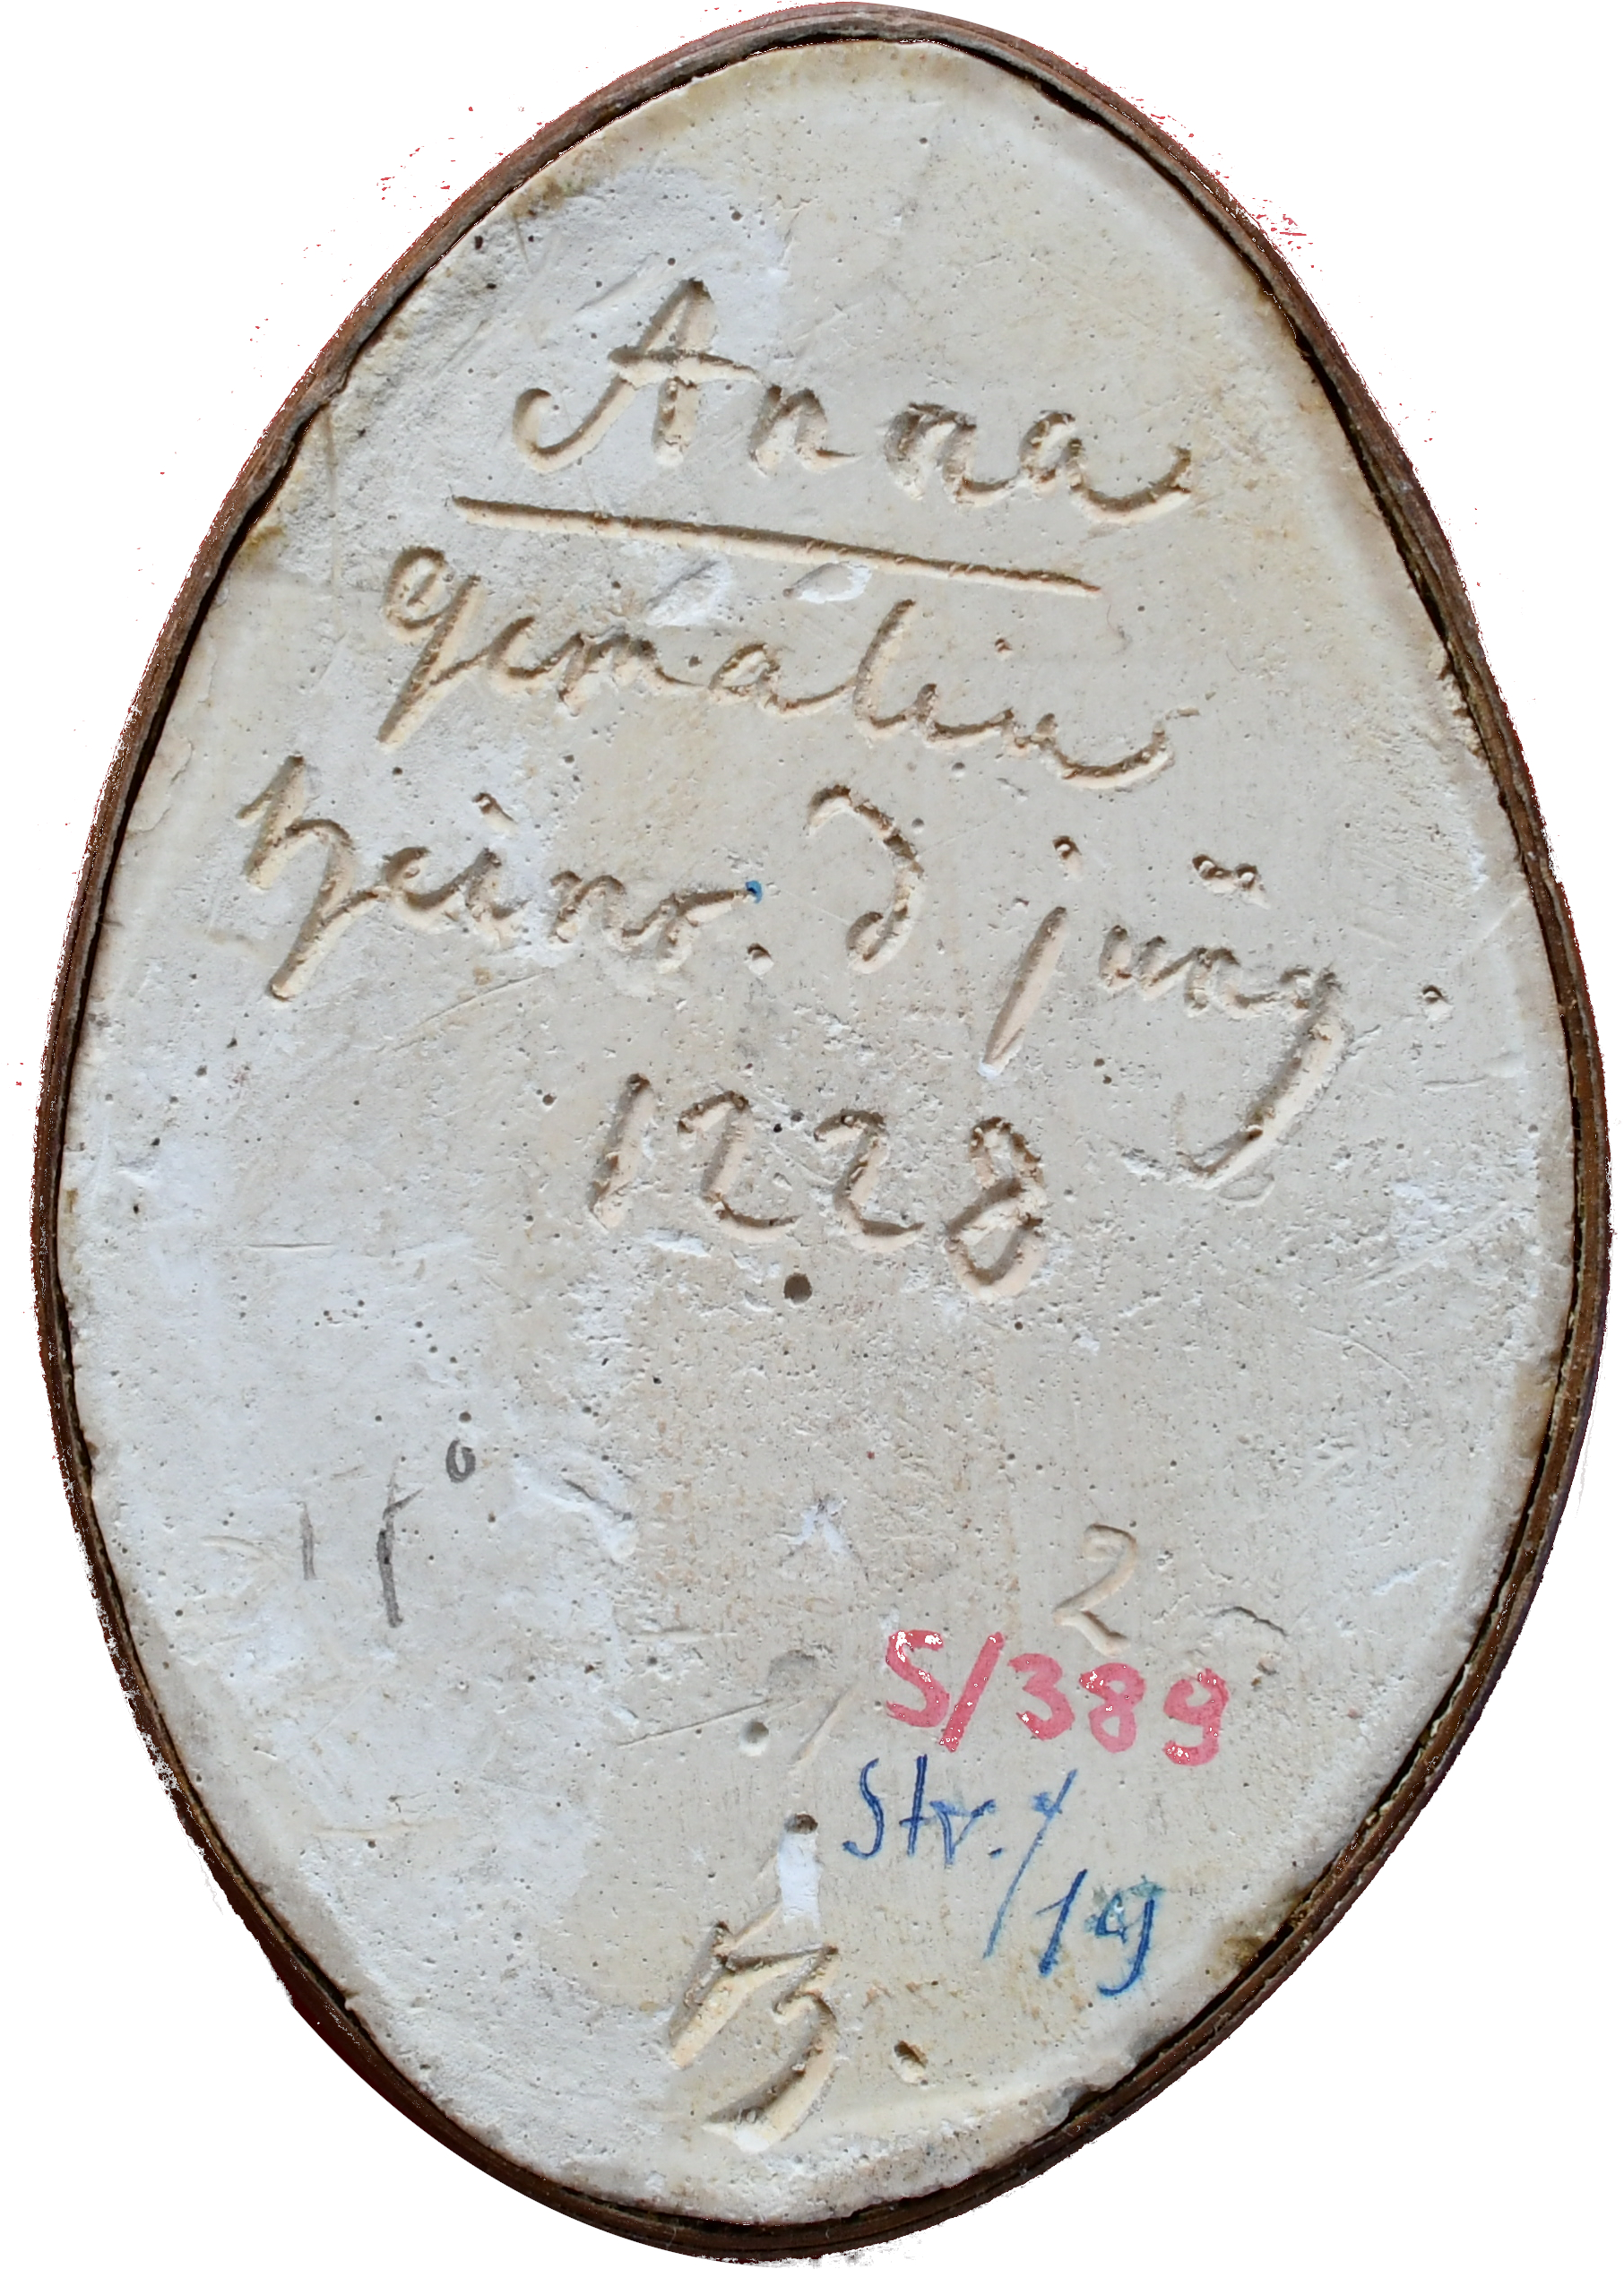 Anna
Gemalin
Heinr. d jüng.
1228
2
S/389
Str./19